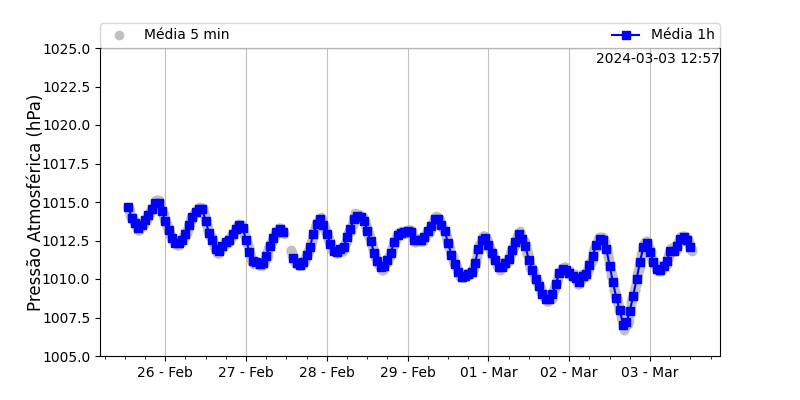 Média 5 min
Média 1h
2024-03-03 12:57
Pressão Atmosférica (hPa)
1025.0
1022.5
1020.0
1017.5
1015.0
1012.5
1010.0
1007.5
1005.0
26 - Feb
27 - Feb
28 - Feb
29 - Feb
01 - Mar
02 - Mar
03 - Mar